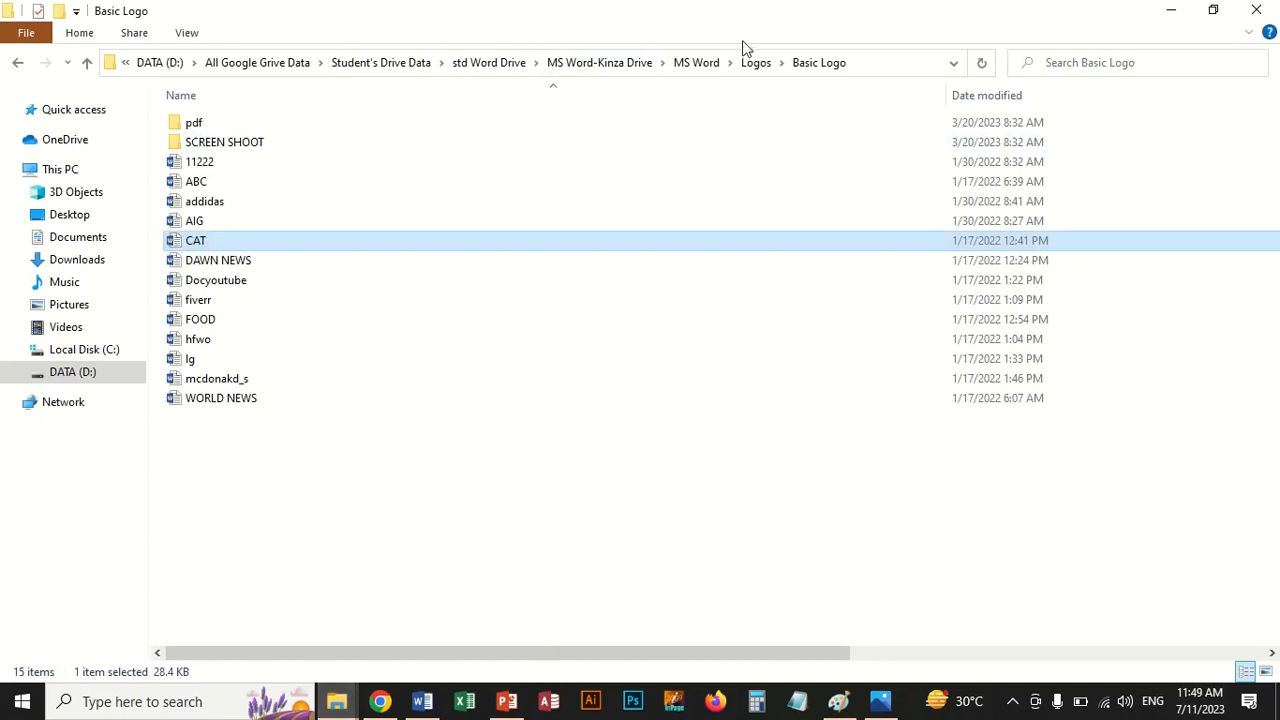 Basic Logo
File Home Share View
« DATA (D:) › All Google Grive Data › Student's Drive Data › std Word Drive › MS Word-Kinza Drive › MS Word › Logos › Basic Logo
Search Basic Logo
Name Date modified
Quick access
OneDrive
This PC
3D Objects
Desktop
Documents
Downloads
Music
Pictures
Videos
Local Disk (C:)
DATA (D:)
Network
pdf 3/20/2023 8:32 AM
SCREEN SHOOT 3/20/2023 8:32 AM
11222 1/30/2022 8:32 AM
ABC 1/17/2022 6:39 AM
addidas 1/30/2022 8:41 AM
AIG 1/30/2022 8:27 AM
CAT 1/17/2022 12:41 PM
DAWN NEWS 1/17/2022 12:24 PM
Docyoutube 1/17/2022 1:22 PM
fiverr 1/17/2022 1:09 PM
FOOD 1/17/2022 12:54 PM
hfwo 1/17/2022 1:04 PM
lg 1/17/2022 1:33 PM
mcdonakd_s 1/17/2022 1:46 PM
WORLD NEWS 1/17/2022 6:07 AM
15 items 1 item selected 28.4 KB
Type here to search
30°C
ENG
11:49 AM
7/11/2023